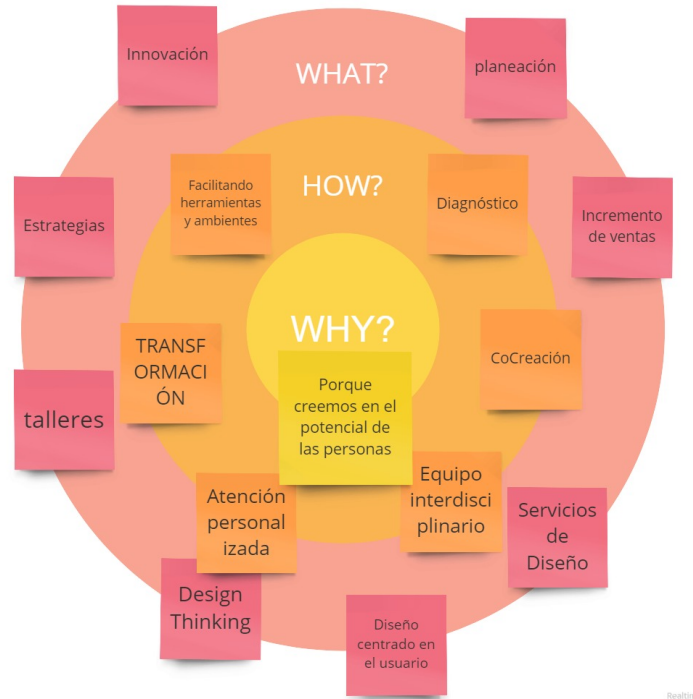 Innovación
WHAT?
planeación
Facilitando
herramientas
y ambientes
HOW?
Diagnóstico
Estrategias
Incremento
de ventas
WHY?
TRANSF
ORMACI
ÓN
CoCreación
Porque
creemos en el
potencial de
las personas
talleres
Atención
personal
izada
Equipo
interdisci
plinario
Servicios
de
Diseño
Design
Thinking
Diseño
centrado en
el usuario